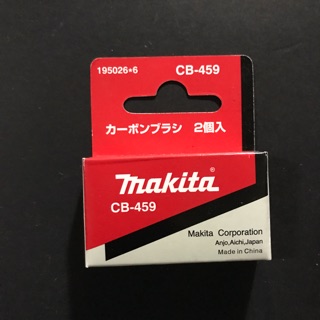 195026*6 CB-459
カーボンブラシ 2個入
makita
CB-459
Makita Corporation
Anjo,Aichi,Japan
Made in China